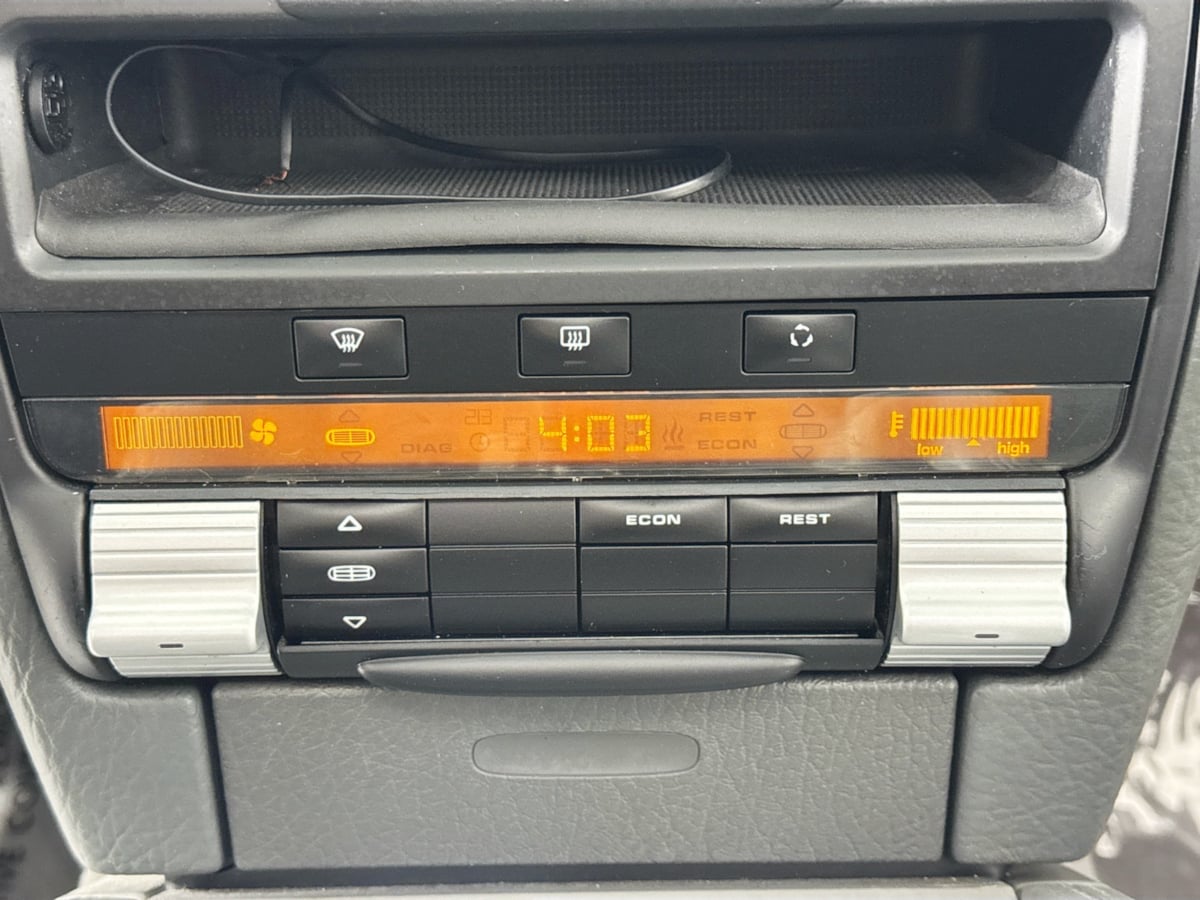 REST
4:03
DIAG
ECON
low
high
ECON
REST